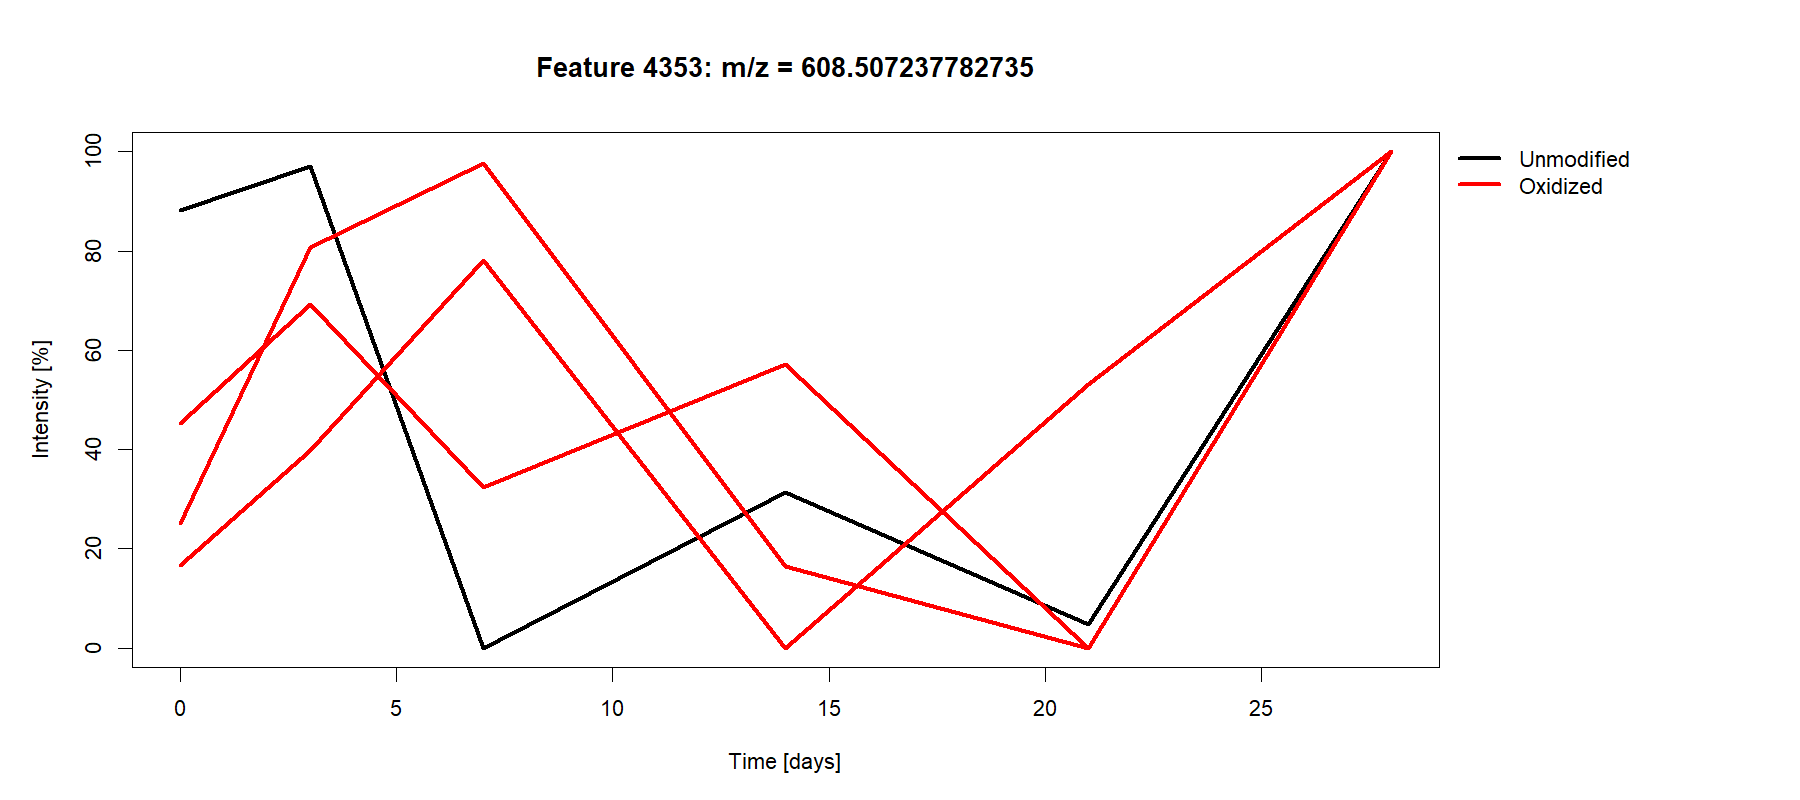 Feature 4353: m/z = 608.507237782735
Unmodified
Oxidized
100
80
60
40
20
0
Intensity [%]
0 5 10 15 20 25
Time [days]